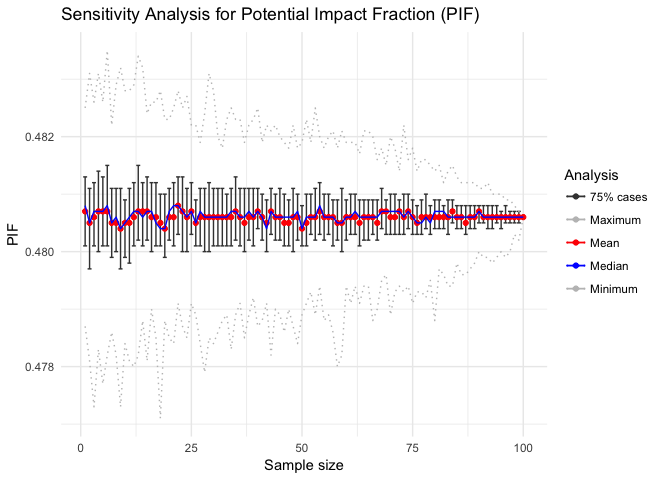 Sensitivity Analysis for Potential Impact Fraction (PIF)
PIF
0.482
0.480
0.478
0
25
50
75
100
Sample size
Analysis
75% cases
Maximum
Mean
Median
Minimum